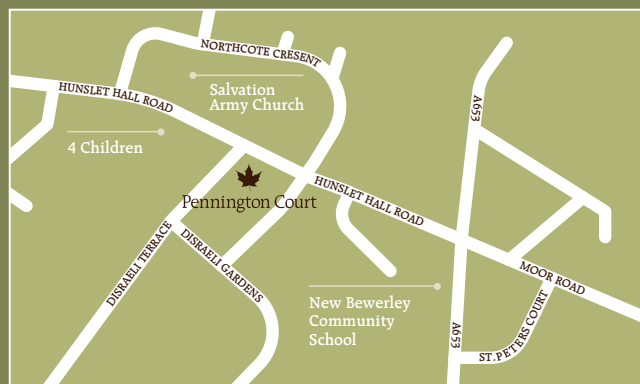 NORTHCOTE CRESENT
HUNSLET HALL ROAD
Salvation
Army Church
A653
4 Children
Pennington Court
HUNSLET HALL ROAD
DISRAELI TERRACE
DISRAELI GARDENS
MOOR ROAD
New Bewerley
Community
School
A653
ST.PETERS COURT